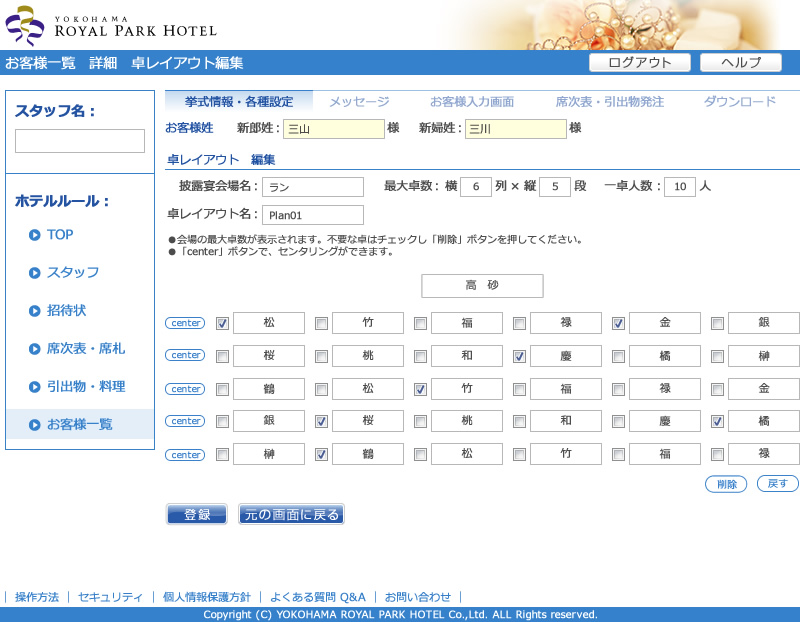 YOKOHAMA
ROYAL PARK HOTEL
お客様一覧 詳細 卓レイアウト編集
ログアウト ヘルプ
スタッフ名：
ホテルルール：
TOP
スタッフ
招待状
席次表・席札
引出物・料理
お客様一覧
挙式情報・各種設定 メッセージ お客様入力画面 席次表・引出物発注 ダウンロード
お客様姓 新郎姓： 三山 様 新婦姓： 三川 様
卓レイアウト 編集
披露宴会場名： ラン 最大卓数： 横 6 列 × 縦 5 段 一卓人数： 10 人
卓レイアウト名： Plan01
●会場の最大卓数が表示されます。不要な卓はチェックし「削除」ボタンを押してください。
●「center」ボタンで、センタリングができます。
高 砂
center 松 竹 福 禄 金 銀
center 桜 桃 和 慶 橘 榊
center 鶴 松 竹 福 禄 金
center 銀 桜 桃 和 慶 橘
center 榊 鶴 松 竹 福 禄
削除 戻す
登録 元の画面に戻る
｜ 操作方法 ｜ セキュリティ ｜ 個人情報保護方針 ｜ よくある質問 Q&A ｜ お問い合わせ ｜
Copyright (C) YOKOHAMA ROYAL PARK HOTEL Co.,Ltd. ALL Rights reserved.